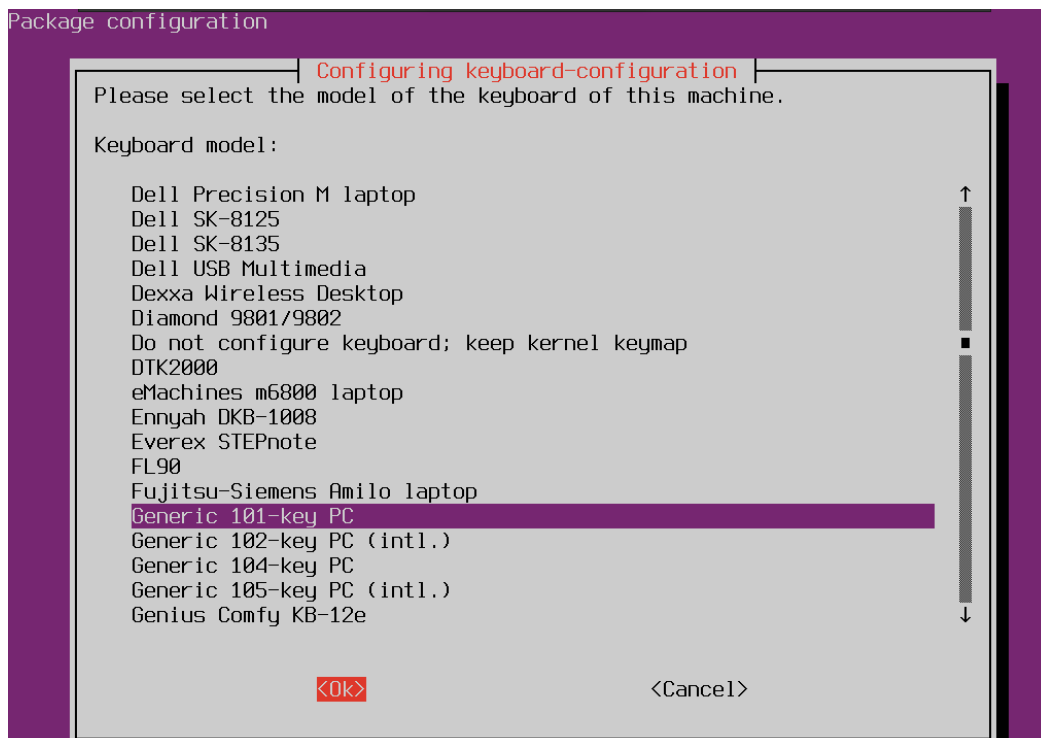 Package configuration
Configuring keyboard-configuration
Please select the model of the keyboard of this machine.
Keyboard model:
Dell Precision M laptop
Dell SK-8125
Dell SK-8135
Dell USB Multimedia
Dexxa Wireless Desktop
Diamond 9801/9802
Do not configure keyboard; keep kernel keymap
DTK2000
eMachines m6800 laptop
Ennyah DKB-1008
Everex STEPnote
FL90
Fujitsu-Siemens Amilo laptop
Generic 101-key PC
Generic 102-key PC (intl.)
Generic 104-key PC
Generic 105-key PC (intl.)
Genius Comfy KB-12e
<Ok> <Cancel>